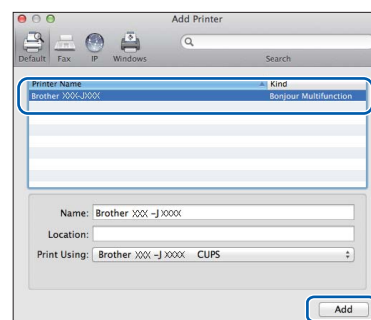 Add Printer
Default Fax IP Windows Search
Printer Name Kind
Brother XXX-JXXX Bonjour Multifunction
Name: Brother XXX -J XXXX
Location:
Print Using: Brother XXX -J XXXX CUPS
Add